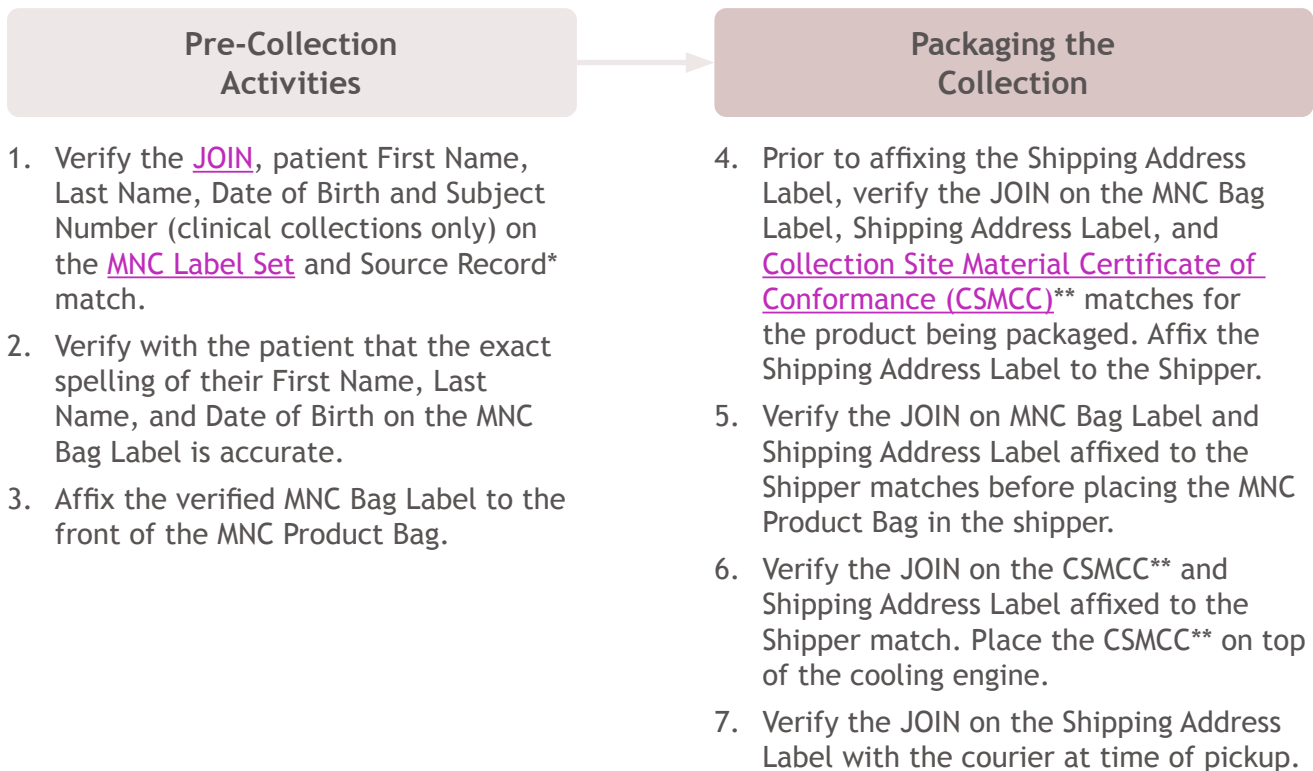 Pre-Collection
Activities
1. Verify the JOIN, patient First Name,
Last Name, Date of Birth and Subject
Number (clinical collections only) on
the MNC Label Set and Source Record*
match.
2. Verify with the patient that the exact
spelling of their First Name, Last
Name, and Date of Birth on the MNC
Bag Label is accurate.
3. Affix the verified MNC Bag Label to the
front of the MNC Product Bag.
Packaging the
Collection
4. Prior to affixing the Shipping Address
Label, verify the JOIN on the MNC Bag
Label, Shipping Address Label, and
Collection Site Material Certificate of
Conformance (CSMCC)** matches for
the product being packaged. Affix the
Shipping Address Label to the Shipper.
5. Verify the JOIN on MNC Bag Label and
Shipping Address Label affixed to the
Shipper matches before placing the MNC
Product Bag in the shipper.
6. Verify the JOIN on the CSMCC** and
Shipping Address Label affixed to the
Shipper match. Place the CSMCC** on top
of the cooling engine.
7. Verify the JOIN on the Shipping Address
Label with the courier at time of pickup.